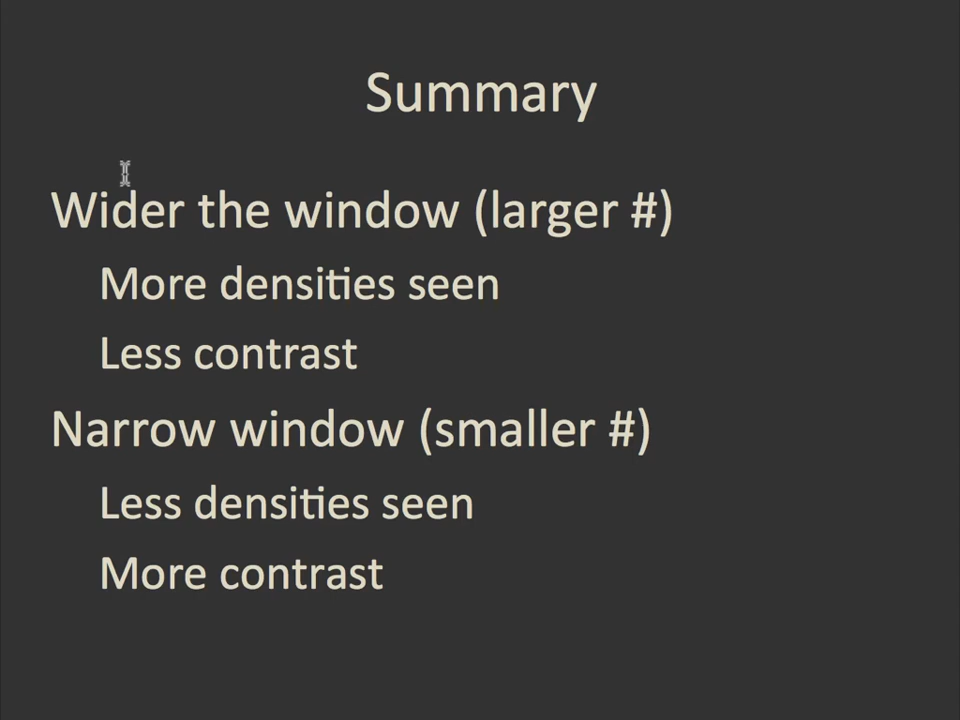 Summary
Wider the window (larger #)
More densities seen
Less contrast
Narrow window (smaller #)
Less densities seen
More contrast